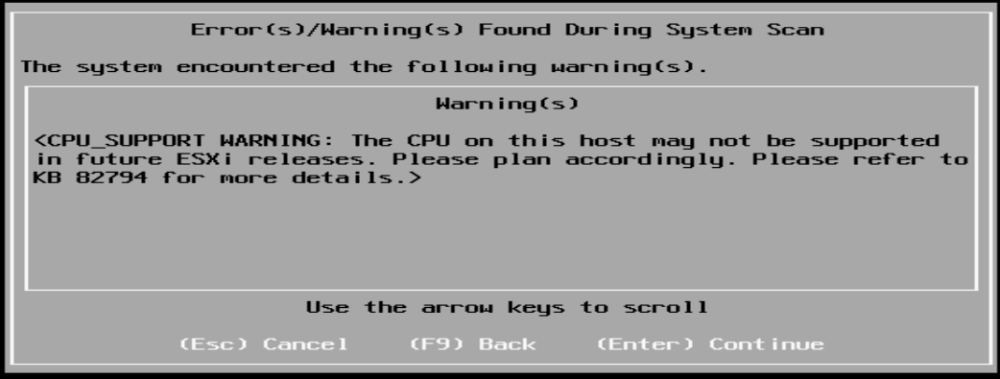 Error(s)/Warning(s) Found During System Scan
The system encountered the following warning(s).
Warning(s)
<CPU_SUPPORT WARNING: The CPU on this host may not be supported
in future ESXi releases. Please plan accordingly. Please refer to
KB 82794 for more details.>
Use the arrow keys to scroll
(Esc) Cancel (F9) Back (Enter) Continue